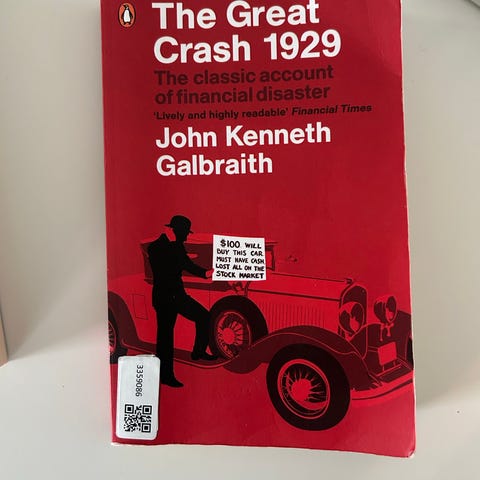 The Great
Crash 1929
The classic account
of financial disaster
'Lively and highly readable' Financial Times
John Kenneth
Galbraith
$100 WILL
BUY THIS CAR
MUST HAVE CASH
LOST ALL ON THE
STOCK MARKET
3359086